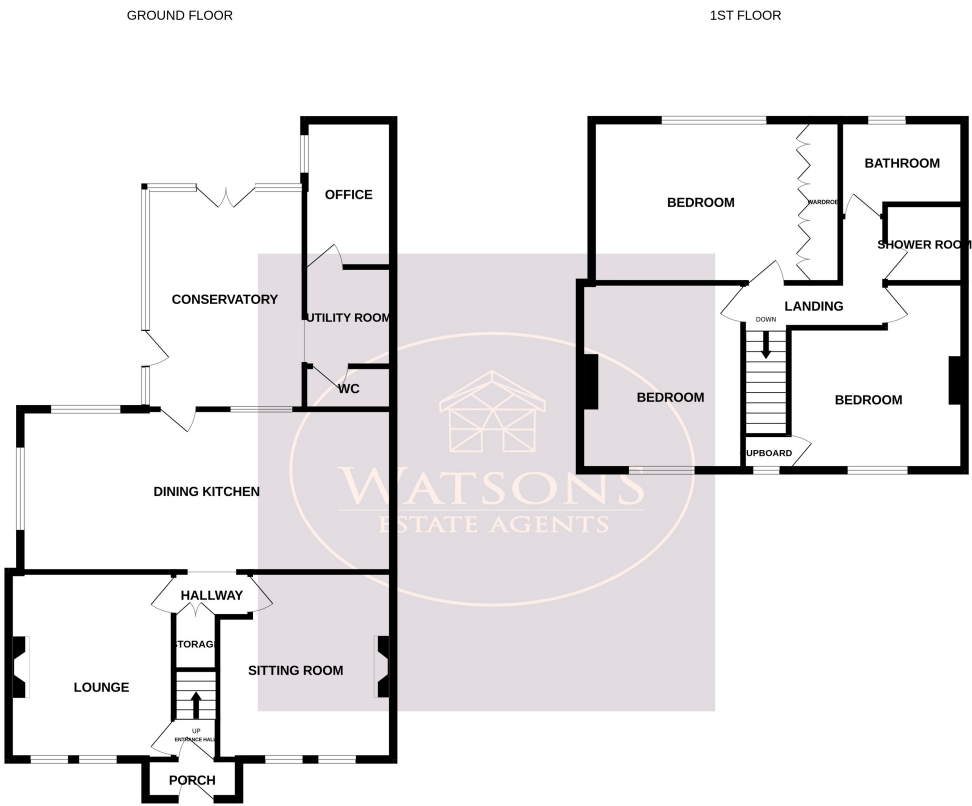 GROUND FLOOR
1ST FLOOR
OFFICE
CONSERVATORY
UTILITY ROOM
WC
DINING KITCHEN
HALLWAY
STORAGE
LOUNGE
SITTING ROOM
UP
ENTRANCE HALL
PORCH
BEDROOM
WARDROBE
BATHROOM
SHOWER ROOM
LANDING
DOWN
BEDROOM
BEDROOM
CUPBOARD
WATSONS
ESTATE AGENTS